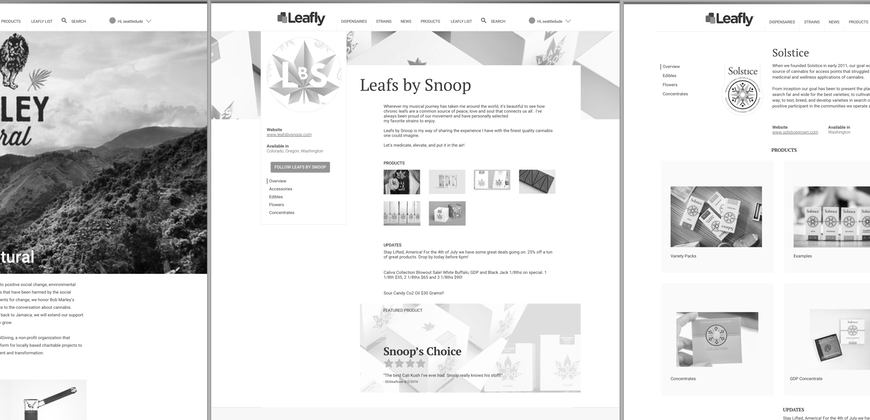 PRODUCTS
LEAFLY LIST
SEARCH
Hi, seattledude
LEY
ral
tural
to positive social change, environmental
s that have been harmed by the social
ents for change, we honor Bob Marley's
e to the conversation about cannabis.
back to Jamaica, we will extend our support
grow
Giving, a non-profit organization that
form for locally based charitable projects to
ent and transformation.
Leafly
DISPENSARIES
STRAINS
NEWS
PRODUCTS
LEAFLY LIST
SEARCH
Hi, seattledude
LBS
Website
www.leafsbysnoop.com
Available in
Colorado, Oregon, Washington
FOLLOW LEAFS BY SNOOP
Overview
Accessories
Edibles
Flowers
Concentrates
Leafs by Snoop
Wherever my musical journey has taken me around the world, it's beautiful to see how
chronic leafs are a common source of peace, love and soul that connects us all. I've
always been proud of our movement and have personally selected
my favorite strains to enjoy.
Leafs by Snoop is my way of sharing the experience I have with the finest quality cannabis
one could imagine.
Let's medicate, elevate, and put it in the air!
PRODUCTS
UPDATES
Stay Lifted, America! For the 4th of July we have some great deals going on. 25% off a ton
of great products. Drop by today before 6pm!
Caliva Collection Blowout Sale! White Buffalo, GDP and Black Jack 1/8ths on special. 1
1/8th $35, 2 1/8ths $65 and 3 1/8ths $90!
Sour Candy Co2 Oil $30 Grams!!
FEATURED PRODUCT
Snoop's Choice
"The best Cali Kush I've ever had. Snoop really knows his stuff!"
Leafly
DISPENSARIES
STRAINS
NEWS
PRODUCTS
Overview
Edibles
Flowers
Concentrates
Solstice
Solstice
When we founded Solstice in early 2011, our goal w
source of cannabis for access points that struggled
medicinal and wellness applications of cannabis.
From inception our goal has been to present the p
search far and wide for the best varieties; to cultiva
way; to test, brand, and develop varieties in search o
positive participant in the communities we operate
Website
Available in
Washington
PRODUCTS
Solstice
Variety Packs
Examples
Concentrates
GDP Concentrate
UPDATES
Stay Lifted, America! For the 4th of July we have so